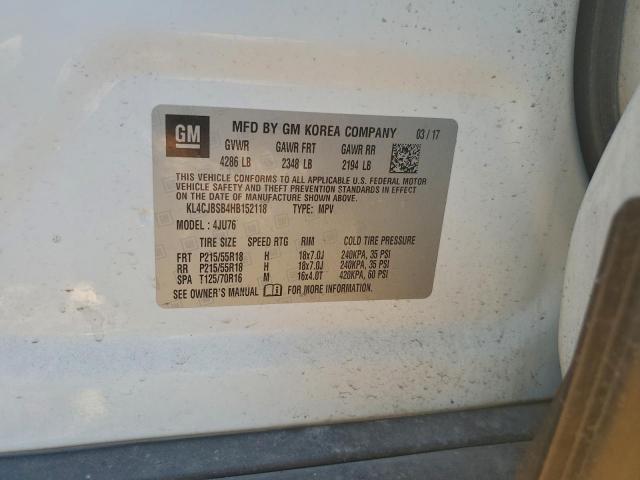 GM
MFD BY GM KOREA COMPANY 03/17
GVWR GAWR FRT GAWR RR
4286 LB 2348 LB 2194 LB
THIS VEHICLE CONFORMS TO ALL APPLICABLE U.S. FEDERAL MOTOR
VEHICLE SAFETY AND THEFT PREVENTION STANDARDS IN EFFECT
ON THE DATE OF MANUFACTURE SHOWN ABOVE.
KL4CJBSB4HB152118 TYPE: MPV
MODEL: 4JU76
TIRE SIZE SPEED RTG RIM COLD TIRE PRESSURE
FRT P215/55R18 H 18x7.0J 240KPA, 35 PSI
RR P215/55R18 H 18x7.0J 240KPA, 35 PSI
SPA T125/70R16 M 16x4.0T 420KPA, 60 PSI
SEE OWNER'S MANUAL FOR MORE INFORMATION.